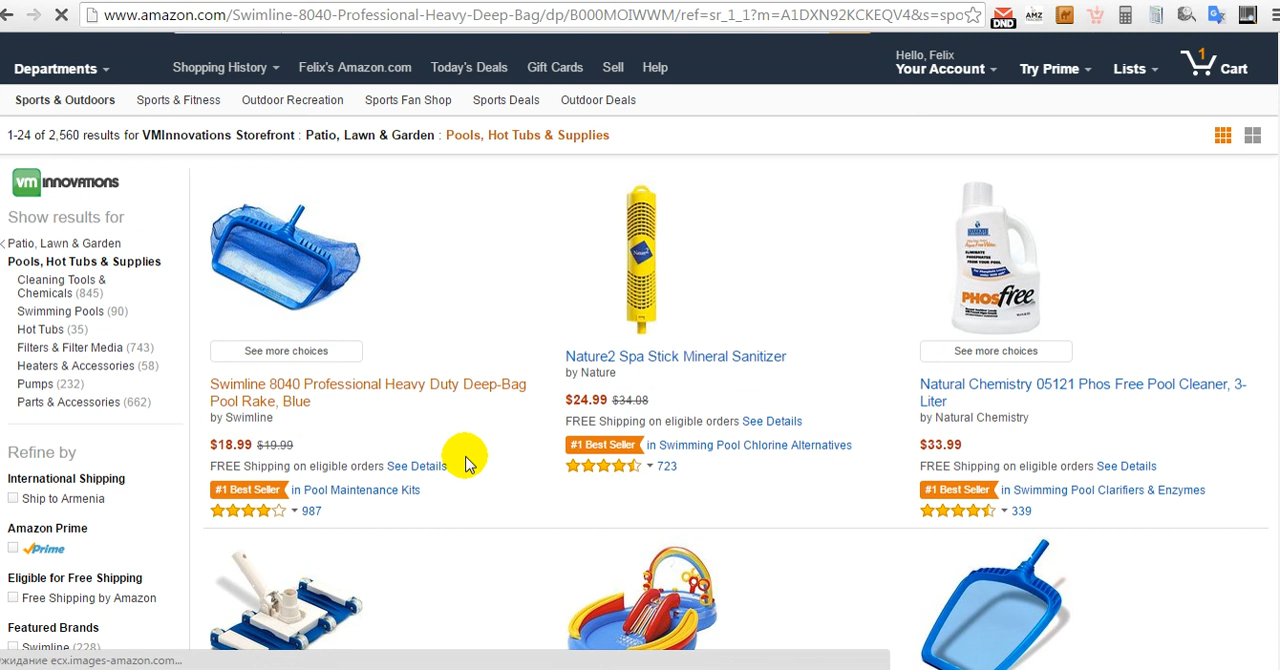 www.amazon.com/Swimline-8040-Professional-Heavy-Deep-Bag/dp/B000MOIWWM/ref=sr_1_1?m=A1DXN92KCKEQV4&s=spo
DND
AMZ
Departments
Shopping History
Felix's Amazon.com
Today's Deals
Gift Cards
Sell
Help
Hello, Felix
Your Account
Try Prime
Lists
1
Cart
Sports & Outdoors
Sports & Fitness
Outdoor Recreation
Sports Fan Shop
Sports Deals
Outdoor Deals
1-24 of 2,560 results for VMInnovations Storefront : Patio, Lawn & Garden : Pools, Hot Tubs & Supplies
vm INNOVATIONS
Show results for
Patio, Lawn & Garden
Pools, Hot Tubs & Supplies
Cleaning Tools &
Chemicals (845)
Swimming Pools (90)
Hot Tubs (35)
Filters & Filter Media (743)
Heaters & Accessories (58)
Pumps (232)
Parts & Accessories (662)
Refine by
International Shipping
Ship to Armenia
Amazon Prime
Prime
Eligible for Free Shipping
Free Shipping by Amazon
Featured Brands
Swimline (228)
See more choices
Swimline 8040 Professional Heavy Duty Deep-Bag
Pool Rake, Blue
by Swimline
$18.99 $19.99
FREE Shipping on eligible orders See Details
#1 Best Seller in Pool Maintenance Kits
987
Nature2 Spa Stick Mineral Sanitizer
by Nature
$24.99 $34.08
FREE Shipping on eligible orders See Details
#1 Best Seller in Swimming Pool Chlorine Alternatives
723
PHOSfree
See more choices
Natural Chemistry 05121 Phos Free Pool Cleaner, 3-
Liter
by Natural Chemistry
$33.99
FREE Shipping on eligible orders See Details
#1 Best Seller in Swimming Pool Clarifiers & Enzymes
339
жидание ecx.images-amazon.com...